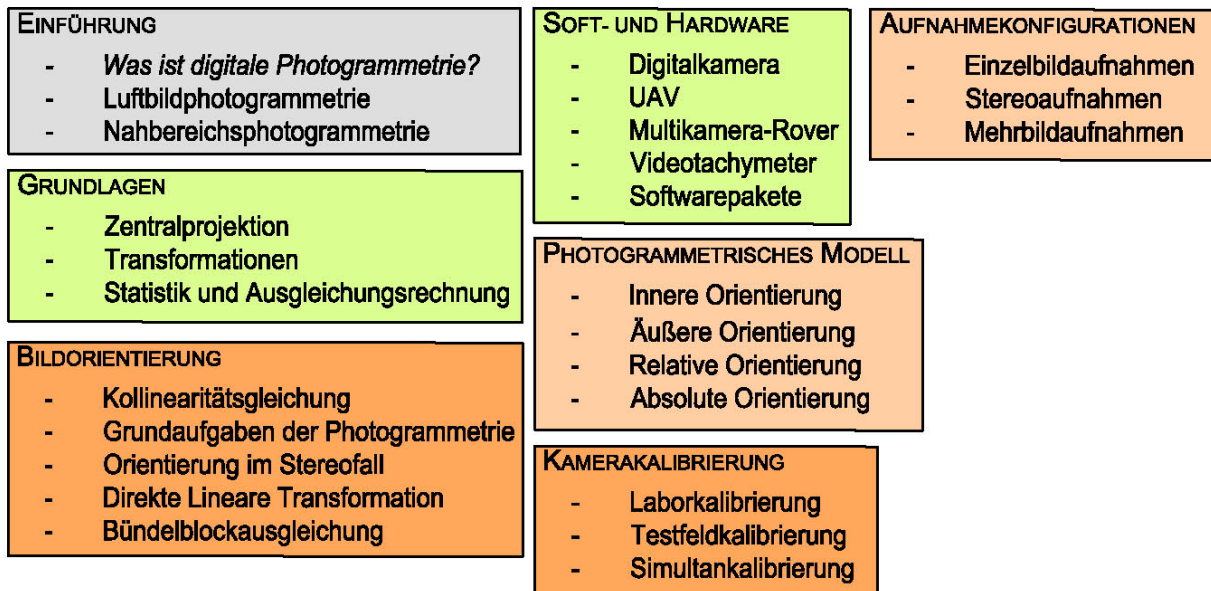 EINFÜHRUNG
- Was ist digitale Photogrammetrie?
- Luftbildphotogrammetrie
- Nahbereichsphotogrammetrie
GRUNDLAGEN
- Zentralprojektion
- Transformationen
- Statistik und Ausgleichungsrechnung
BILDORIENTIERUNG
- Kollinearitätsgleichung
- Grundaufgaben der Photogrammetrie
- Orientierung im Stereofall
- Direkte Lineare Transformation
- Bündelblockausgleichung
SOFT- UND HARDWARE
- Digitalkamera
- UAV
- Multikamera-Rover
- Videotachymeter
- Softwarepakete
PHOTOGRAMMETRISCHES MODELL
- Innere Orientierung
- Äußere Orientierung
- Relative Orientierung
- Absolute Orientierung
KAMERAKALIBRIERUNG
- Laborkalibrierung
- Testfeldkalibrierung
- Simultankalibrierung
AUFNAHMEKONFIGURATIONEN
- Einzelbildaufnahmen
- Stereoaufnahmen
- Mehrbildaufnahmen